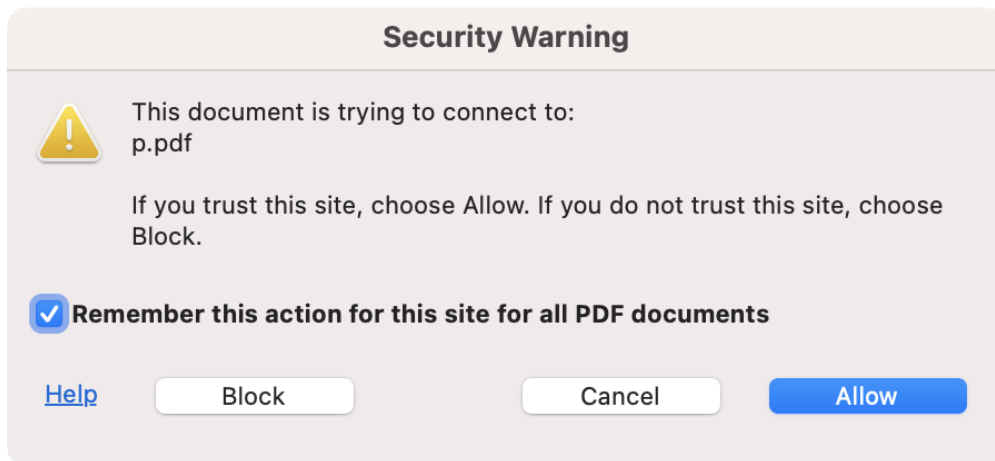 Security Warning
This document is trying to connect to:
p.pdf
If you trust this site, choose Allow. If you do not trust this site, choose
Block.
Remember this action for this site for all PDF documents
Help Block Cancel Allow